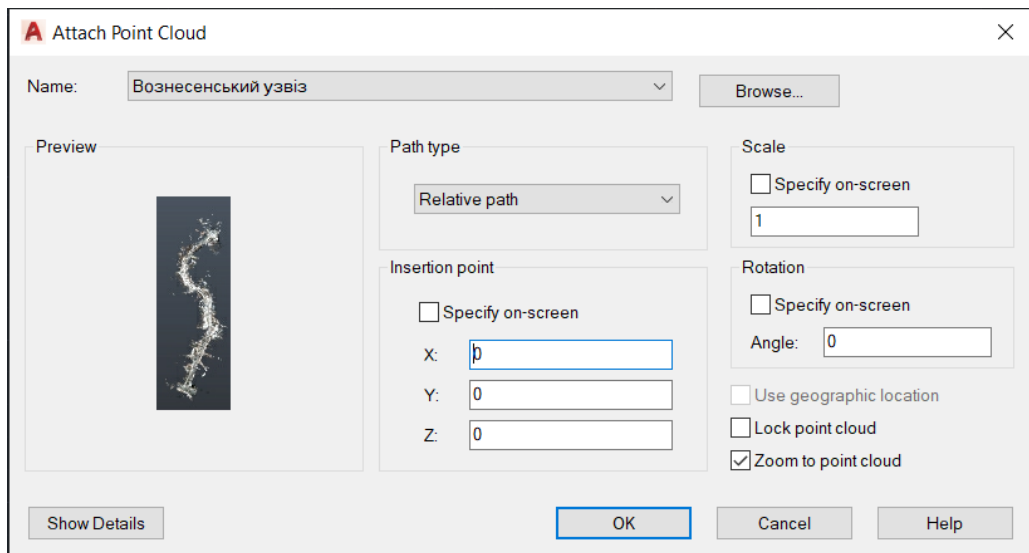 Attach Point Cloud
Name:
Вознесенський узвіз
Browse...
Preview
Path type
Relative path
Insertion point
Specify on-screen
X:
0
Y:
0
Z:
0
Scale
Specify on-screen
1
Rotation
Specify on-screen
Angle:
0
Use geographic location
Lock point cloud
Zoom to point cloud
Show Details
OK
Cancel
Help